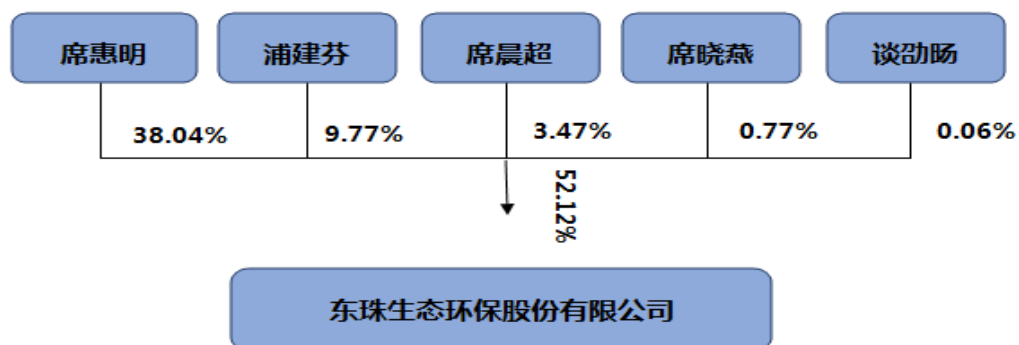 席惠明
浦建芬
席晨超
席晓燕
谈劭旸
38.04%
9.77%
3.47%
0.77%
0.06%
52.12%
东珠生态环保股份有限公司